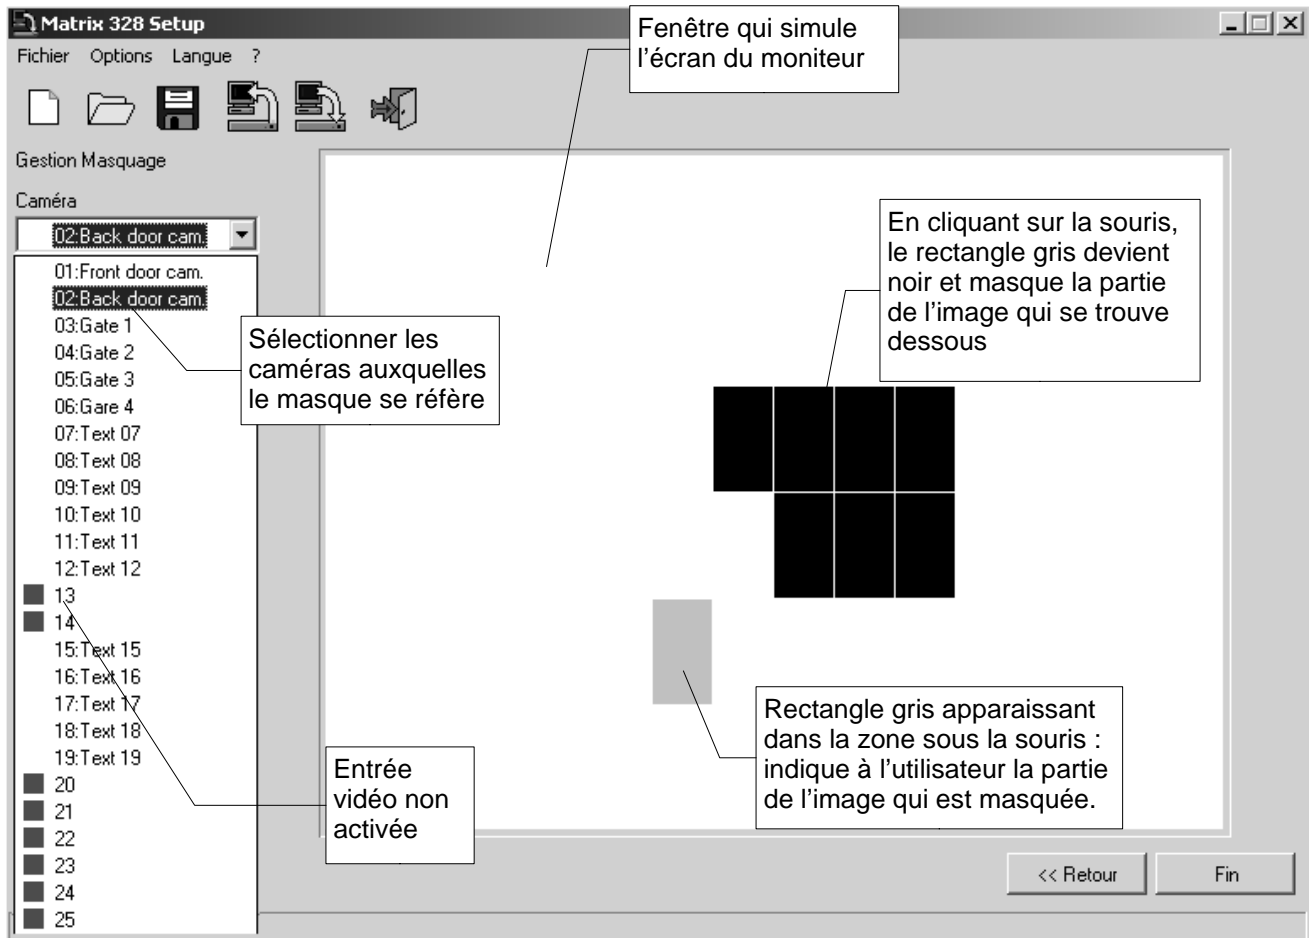 Matrix 328 Setup
Fichier Options Langue ?
Fenêtre qui simule
l’écran du moniteur
Gestion Masquage
Caméra
02:Back door cam.
01:Front door cam.
02:Back door cam.
03:Gate 1
04:Gate 2
05:Gate 3
06:Gare 4
07:Text 07
08:Text 08
09:Text 09
10:Text 10
11:Text 11
12:Text 12
13
14
15:Text 15
16:Text 16
17:Text 17
18:Text 18
19:Text 19
20
21
22
23
24
25
Sélectionner les
caméras auxquelles
le masque se réfère
En cliquant sur la souris,
le rectangle gris devient
noir et masque la partie
de l’image qui se trouve
dessous
Entrée
vidéo non
activée
Rectangle gris apparaissant
dans la zone sous la souris :
indique à l’utilisateur la partie
de l’image qui est masquée.
<< Retour
Fin